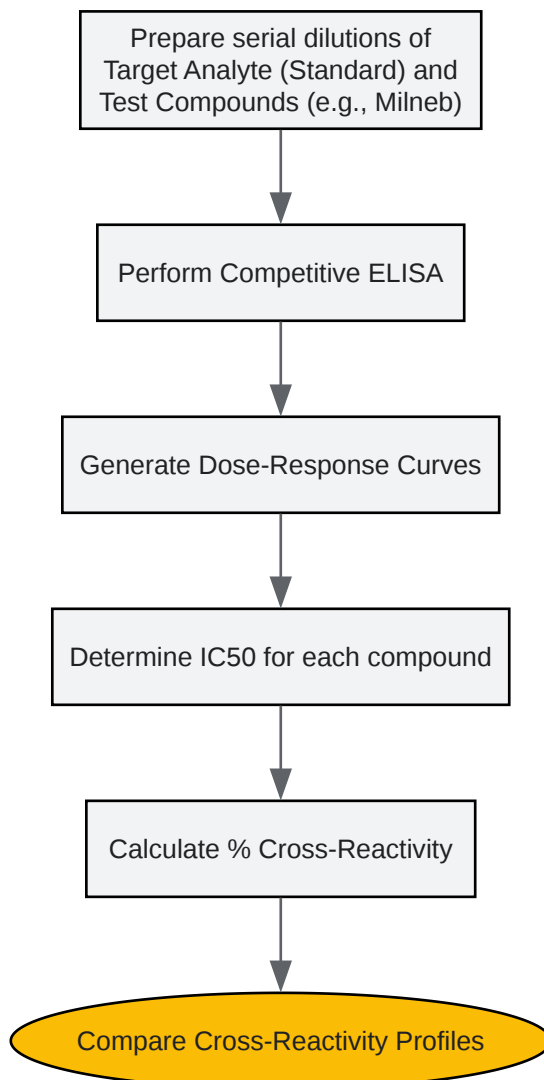 Prepare serial dilutions of
Target Analyte (Standard) and
Test Compounds (e.g., Milneb)
Perform Competitive ELISA
Generate Dose-Response Curves
Determine IC50 for each compound
Calculate % Cross-Reactivity
Compare Cross-Reactivity Profiles